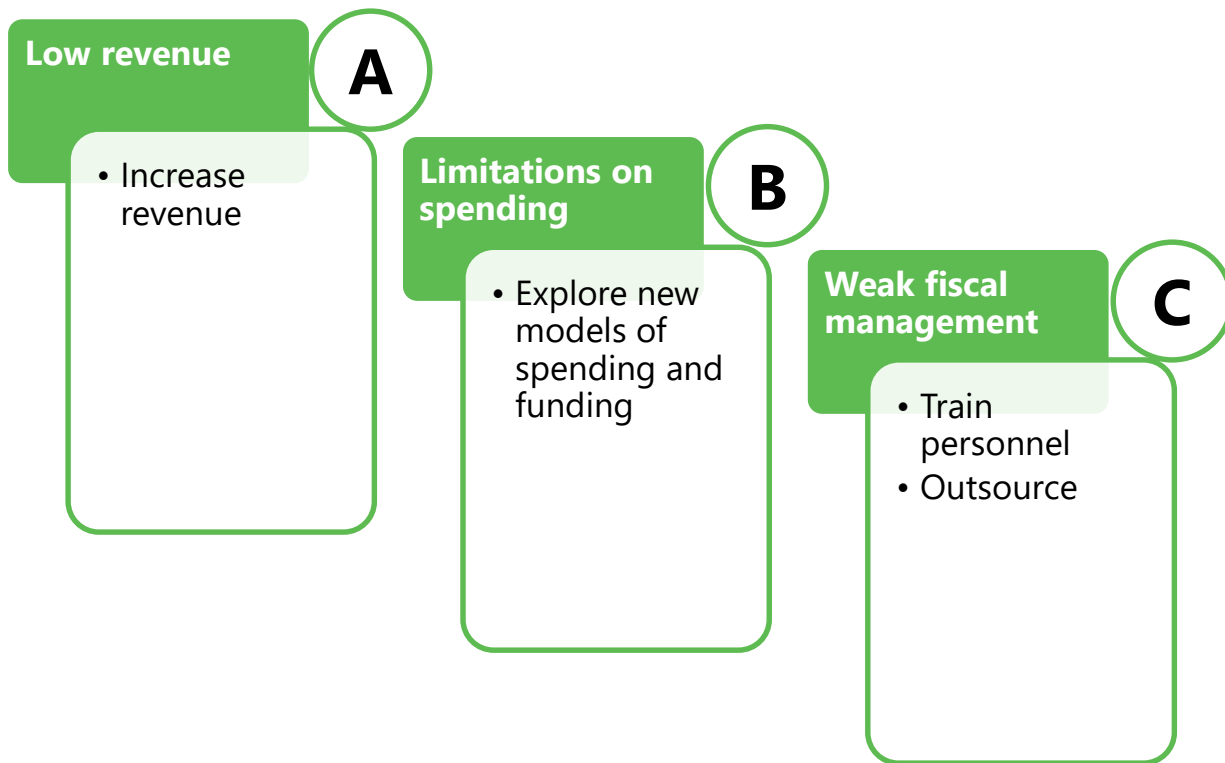 Low revenue
A
• Increase
revenue
Limitations on
spending
B
• Explore new
models of
spending and
funding
Weak fiscal
management
C
• Train
personnel
• Outsource